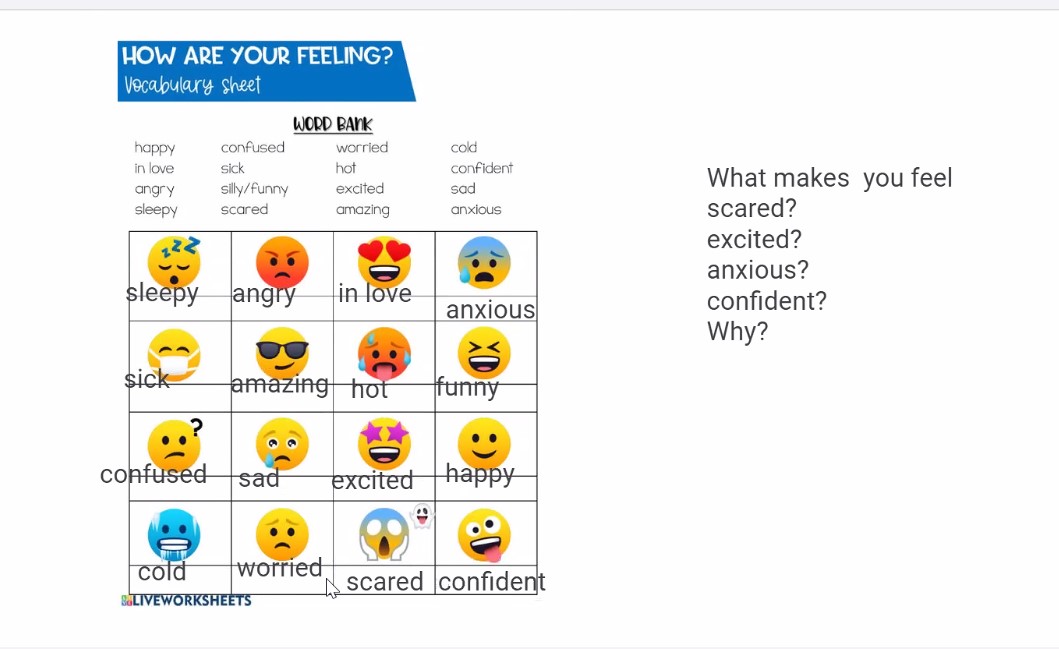 HOW ARE YOUR FEELING?
Vocabulary sheet
WORD BANK
happy confused worried cold
in love sick hot confident
angry silly/funny excited sad
sleepy scared amazing anxious
zzz
sleepy angry in love anxious
sick amazing hot funny
?
confused sad excited happy
cold worried scared confident
LIVEWORKSHEETS
What makes you feel
scared?
excited?
anxious?
confident?
Why?